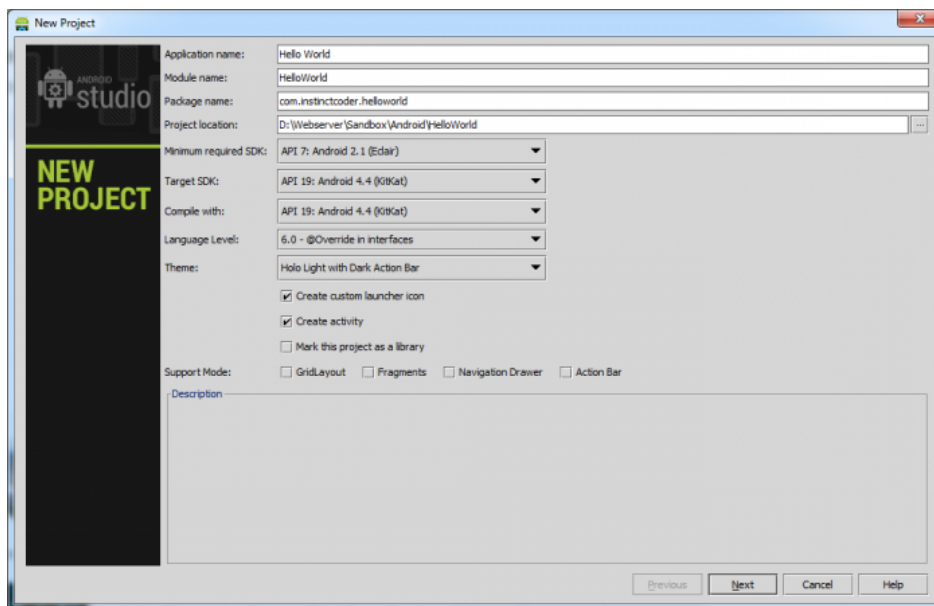 New Project
ANDROID
studio
NEW
PROJECT
Application name: Hello World
Module name: HelloWorld
Package name: com.instinctcoder.helloworld
Project location: D:\Webserver\Sandbox\Android\HelloWorld ...
Minimum required SDK: API 7: Android 2.1 (Eclair)
Target SDK: API 19: Android 4.4 (KitKat)
Compile with: API 19: Android 4.4 (KitKat)
Language Level: 6.0 - @Override in interfaces
Theme: Holo Light with Dark Action Bar
Create custom launcher icon
Create activity
Mark this project as a library
Support Mode: GridLayout Fragments Navigation Drawer Action Bar
Description
Previous Next Cancel Help